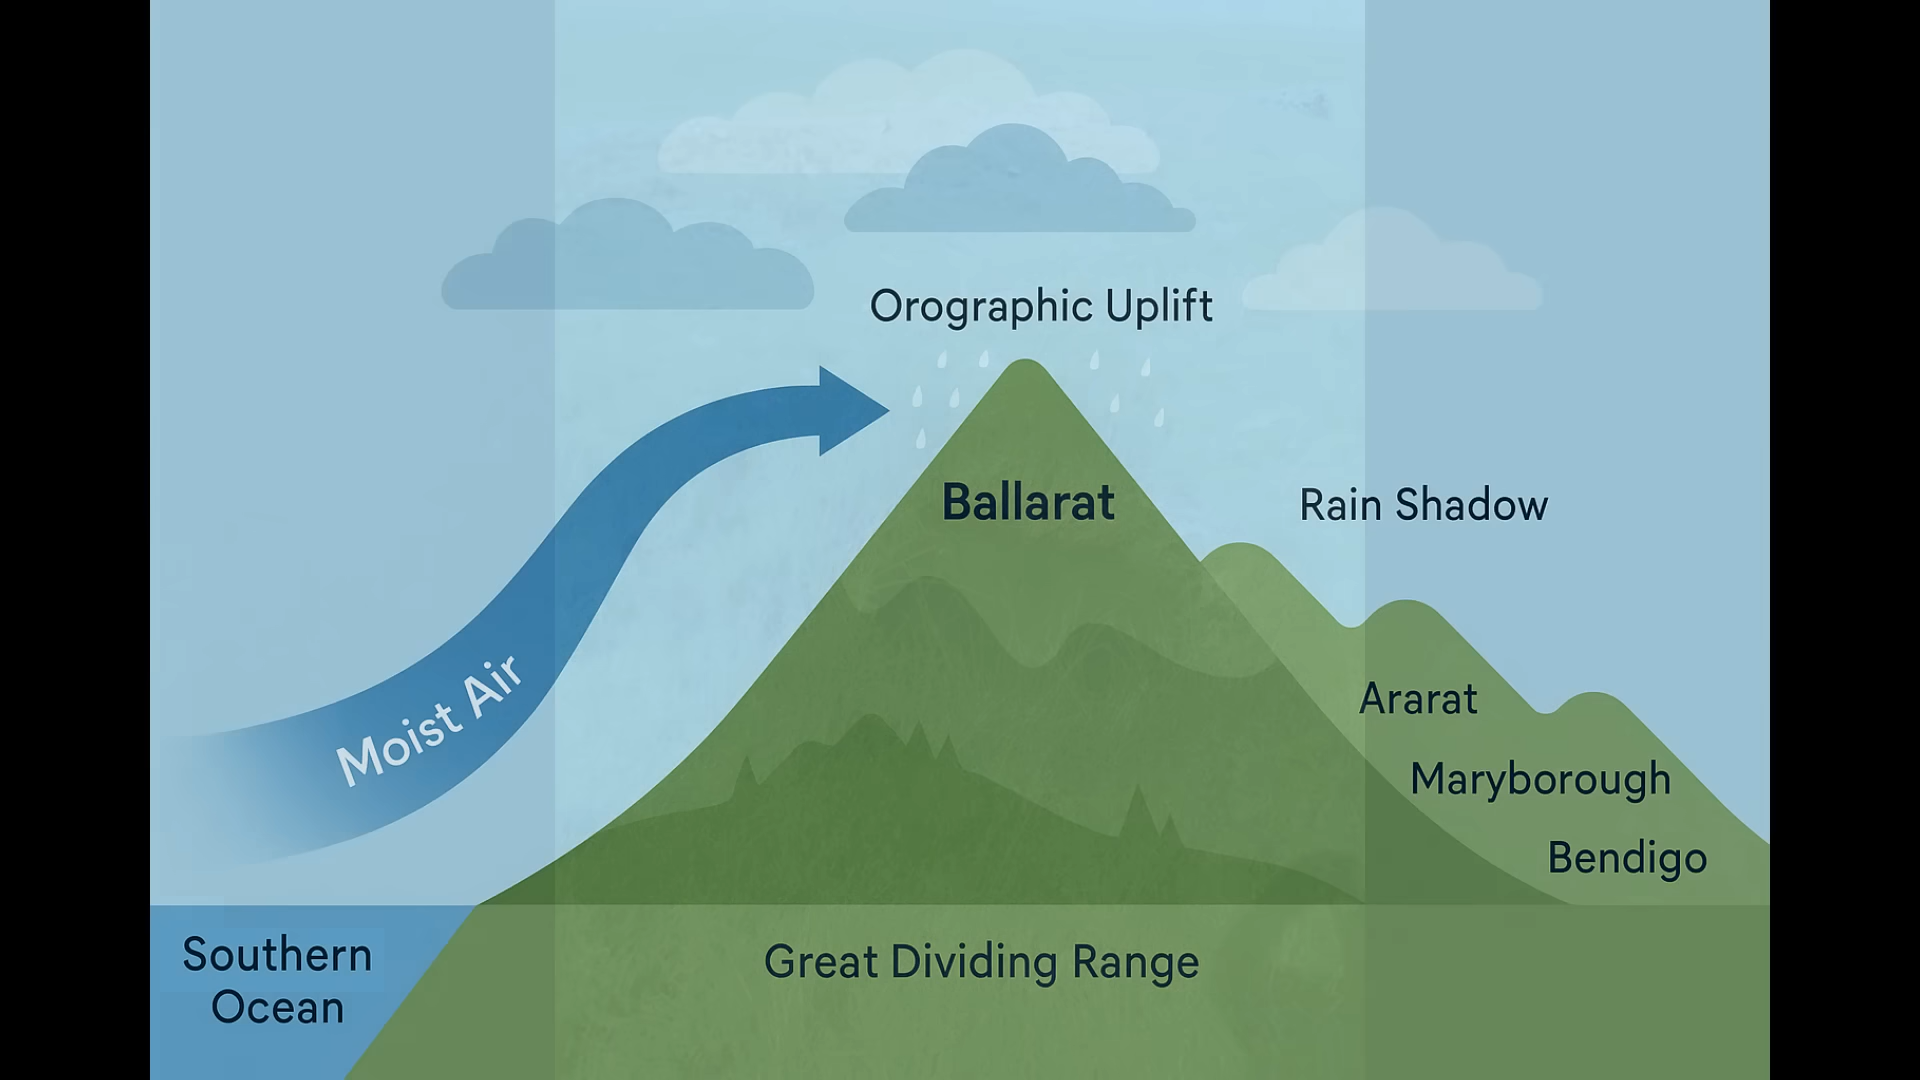 Orographic Uplift
Ballarat
Rain Shadow
Moist Air
Ararat
Maryborough
Bendigo
Southern
Ocean
Great Dividing Range